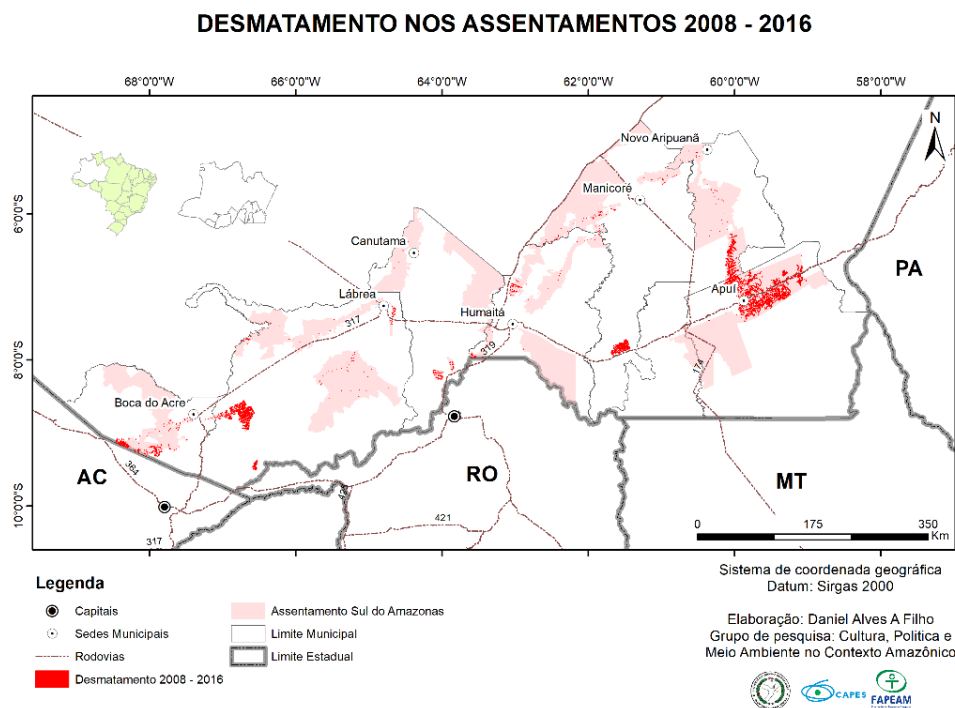 DESMATAMENTO NOS ASSENTAMENTOS 2008 - 2016
68°0'0"W
66°0'0"W
64°0'0"W
62°0'0"W
60°0'0"W
58°0'0"W
N
Novo Aripuanã
Manicoré
6°0'0"S
Canutama
PA
Lábrea
Apuí
317
Humaitá
319
8°0'0"S
174
Boca do Acre
AC
364
RO
MT
10°0'0"S
421
317
0 175 350
Km
Legenda
Capitais
Sedes Municipais
Rodovias
Desmatamento 2008 - 2016
Assentamento Sul do Amazonas
Limite Municipal
Limite Estadual
Sistema de coordenada geográfica
Datum: Sirgas 2000
Elaboração: Daniel Alves A Filho
Grupo de pesquisa: Cultura, Politica e
Meio Ambiente no Contexto Amazônico
CAPES
FAPEAM